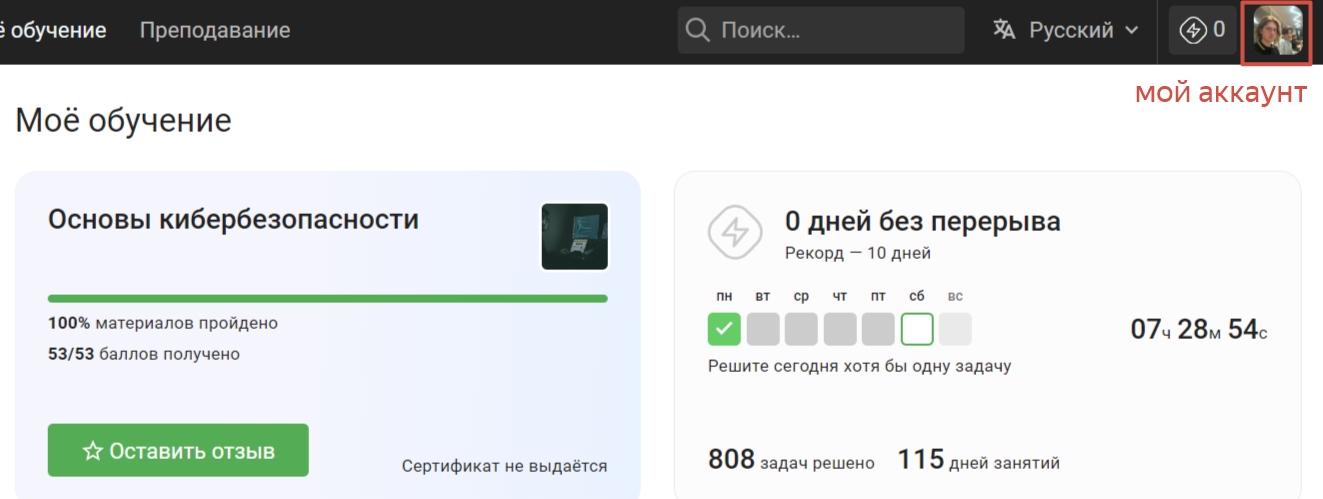 ё обучение Преподавание Поиск... Русский 0
мой аккаунт
Моё обучение
Основы кибербезопасности
100% материалов пройдено
53/53 баллов получено
Оставить отзыв
Сертификат не выдаётся
0 дней без перерыва
Рекорд — 10 дней
пн вт ср чт пт сб вс
07ч 28м 54с
Решите сегодня хотя бы одну задачу
808 задач решено 115 дней занятий